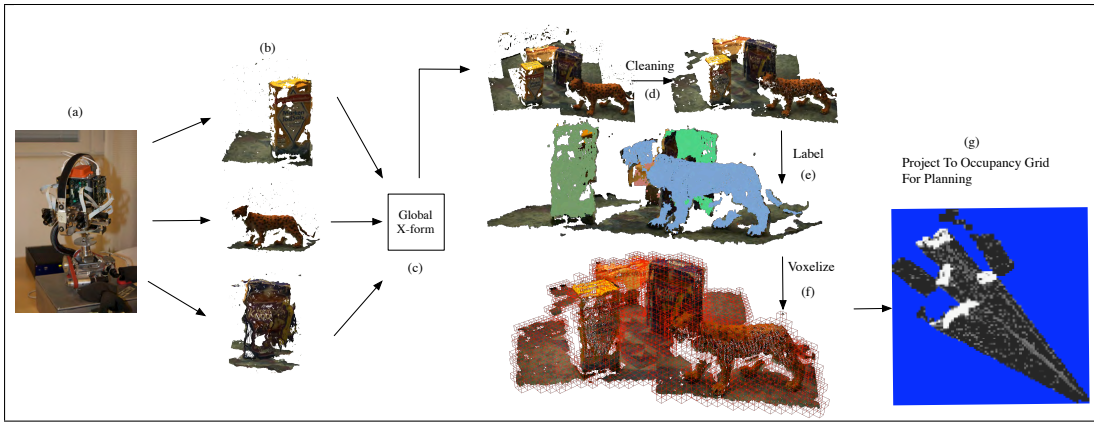 (a)
(b)
Global
X-form
(c)
Cleaning
(d)
Label
(e)
Voxelize
(f)
(g)
Project To Occupancy Grid
For Planning